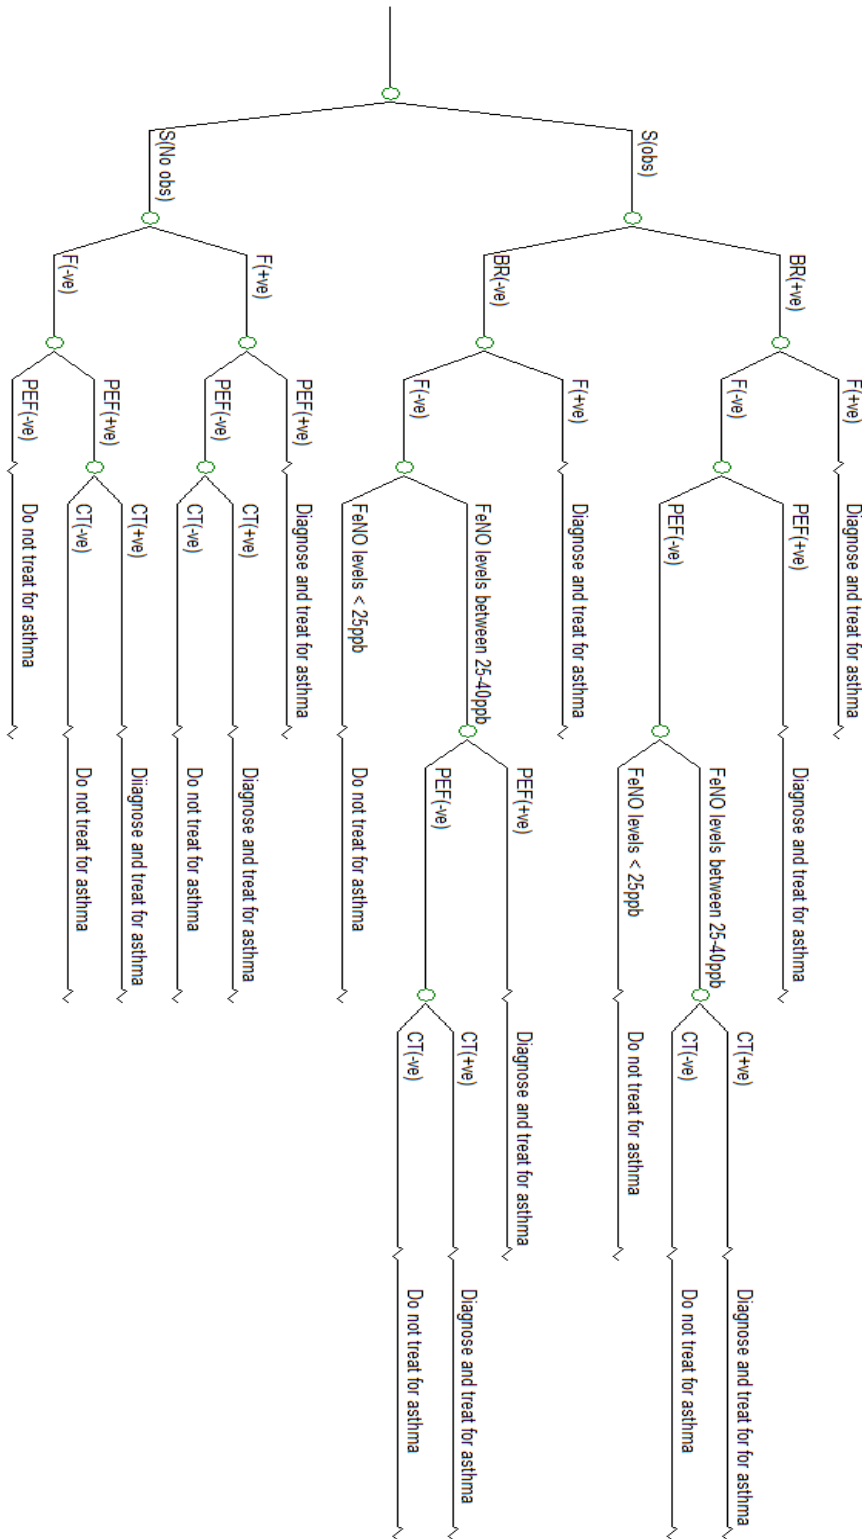 S(obs)
BR(+ve)
F(+ve)
Diagnose and treat for asthma
F(-ve)
PEF(+ve)
Diagnose and treat for asthma
PEF(-ve)
FeNO levels between 25-40ppb
CT(+ve)
Diagnose and treat for for asthma
CT(-ve)
Do not treat for asthma
FeNO levels < 25ppb
Do not treat for asthma
BR(-ve)
F(+ve)
Diagnose and treat for asthma
F(-ve)
FeNO levels between 25-40ppb
PEF(+ve)
Diagnose and treat for asthma
PEF(-ve)
CT(+ve)
Diagnose and treat for asthma
CT(-ve)
Do not treat for asthma
FeNO levels < 25ppb
Do not treat for asthma
S(No obs)
F(+ve)
PEF(+ve)
Diagnose and treat for asthma
PEF(-ve)
CT(+ve)
Diagnose and treat for asthma
CT(-ve)
Do not treat for asthma
F(-ve)
PEF(+ve)
CT(+ve)
Diiagnose and treat for asthma
CT(-ve)
Do not treat for asthma
PEF(-ve)
Do not treat for asthma